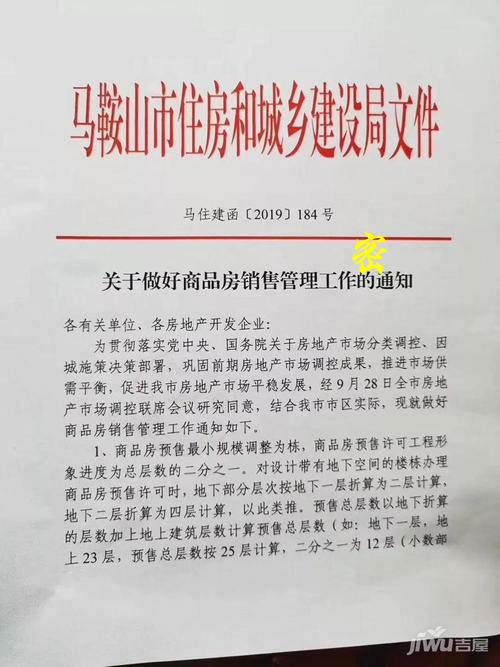 马鞍山市住房和城乡建设局文件
马住建函〔2019〕184号
密
关于做好商品房销售管理工作的通知
各有关单位、各房地产开发企业：
为贯彻落实党中央、国务院关于房地产市场分类调控、因
城施策决策部署，巩固前期房地产市场调控成果，推进市场供
需平衡，促进我市房地产市场平稳发展，经9月28日全市房地
产市场调控联席会议研究同意，结合我市市区实际，现就做好
商品房销售管理工作通知如下。
1、商品房预售最小规模调整为栋，商品房预售许可工程形
象进度为总层数的二分之一。对设计带有地下空间的楼栋办理
商品房预售许可时，地下部分层次按地下一层折算为二层计算，
地下二层折算为四层计算，以此类推。预售总层数以地下折算
的层数加上地上建筑层数计算预售总层数（如：地下一层，地
上23层，预售总层数按25层计算，二分之一为12层（小数部
JIWU吉屋